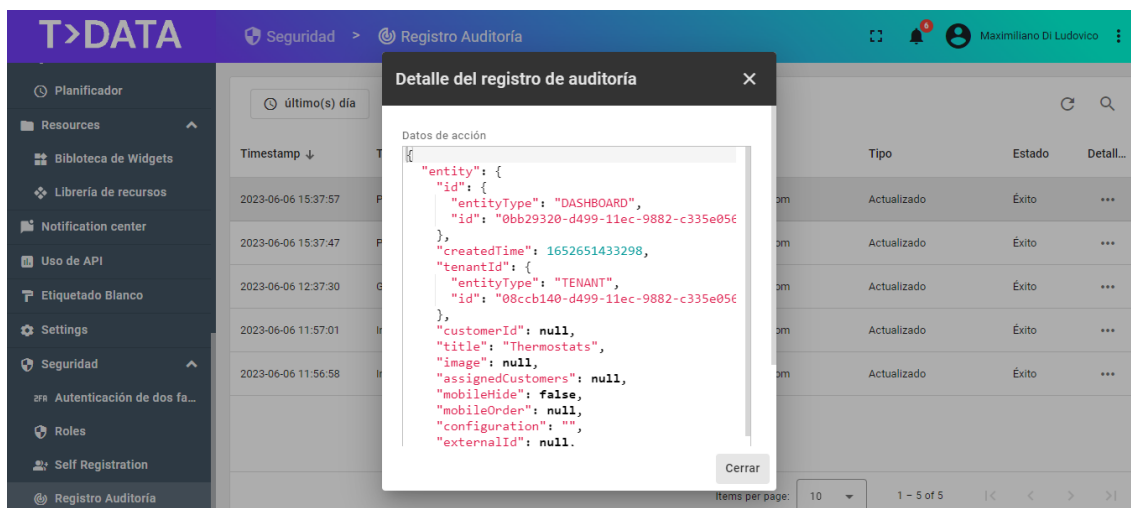 T>DATA
Seguridad > Registro Auditoría
6
Maximiliano Di Ludovico
Planificador
Resources
Bibloteca de Widgets
Librería de recursos
Notification center
Uso de API
Etiquetado Blanco
Settings
Seguridad
2FA Autenticación de dos fa...
Roles
Self Registration
Registro Auditoría
último(s) día
Timestamp ↓ Tipo Estado Detall...
2023-06-06 15:37:57 Actualizado Éxito
2023-06-06 15:37:47 Actualizado Éxito
2023-06-06 12:37:30 Actualizado Éxito
2023-06-06 11:57:01 Actualizado Éxito
2023-06-06 11:56:58 Actualizado Éxito
Items per page: 10 1 – 5 of 5
Detalle del registro de auditoría
Datos de acción
{
"entity": {
"id": {
"entityType": "DASHBOARD",
"id": "0bb29320-d499-11ec-9882-c335e056
},
"createdTime": 1652651433298,
"tenantId": {
"entityType": "TENANT",
"id": "08ccb140-d499-11ec-9882-c335e056
},
"customerId": null,
"title": "Thermostats",
"image": null,
"assignedCustomers": null,
"mobileHide": false,
"mobileOrder": null,
"configuration": "",
"externalId": null,
Cerrar